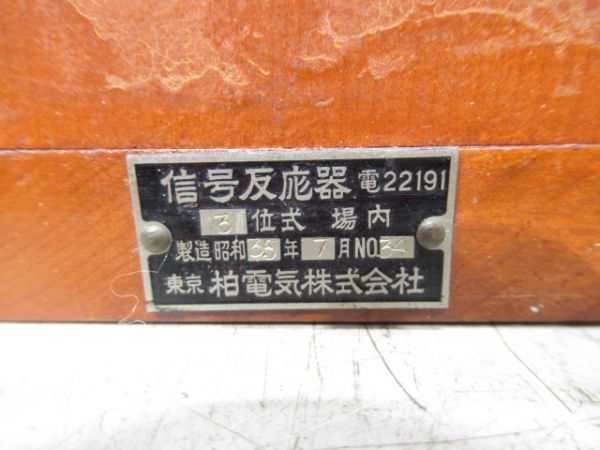 信号反応器 電22191
3位式 場内
製造昭和35年7月NO.34
東京 柏電気株式会社